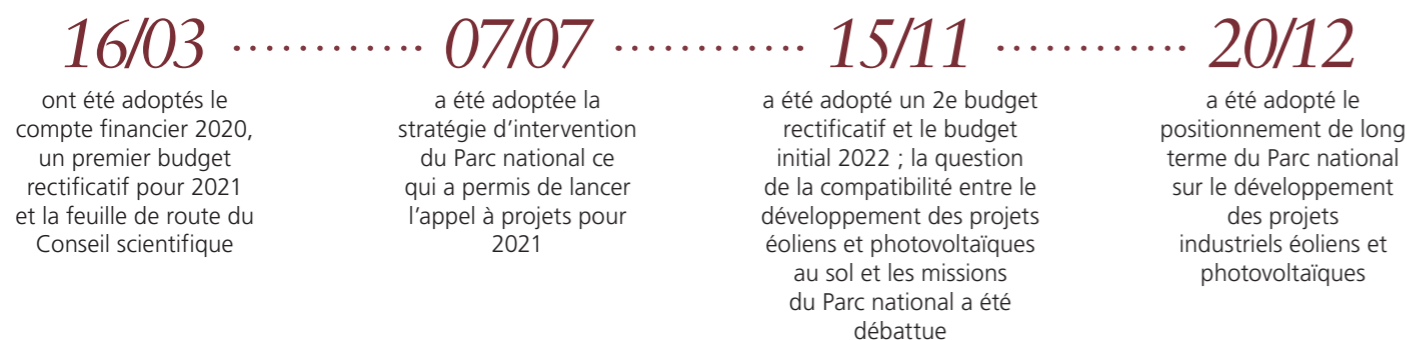 16/03
ont été adoptés le
compte financier 2020,
un premier budget
rectificatif pour 2021
et la feuille de route du
Conseil scientifique
07/07
a été adoptée la
stratégie d’intervention
du Parc national ce
qui a permis de lancer
l’appel à projets pour
2021
15/11
a été adopté un 2e budget
rectificatif et le budget
initial 2022 ; la question
de la compatibilité entre le
développement des projets
éoliens et photovoltaïques
au sol et les missions
du Parc national a été
débattue
20/12
a été adopté le
positionnement de long
terme du Parc national
sur le développement
des projets
industriels éoliens et
photovoltaïques